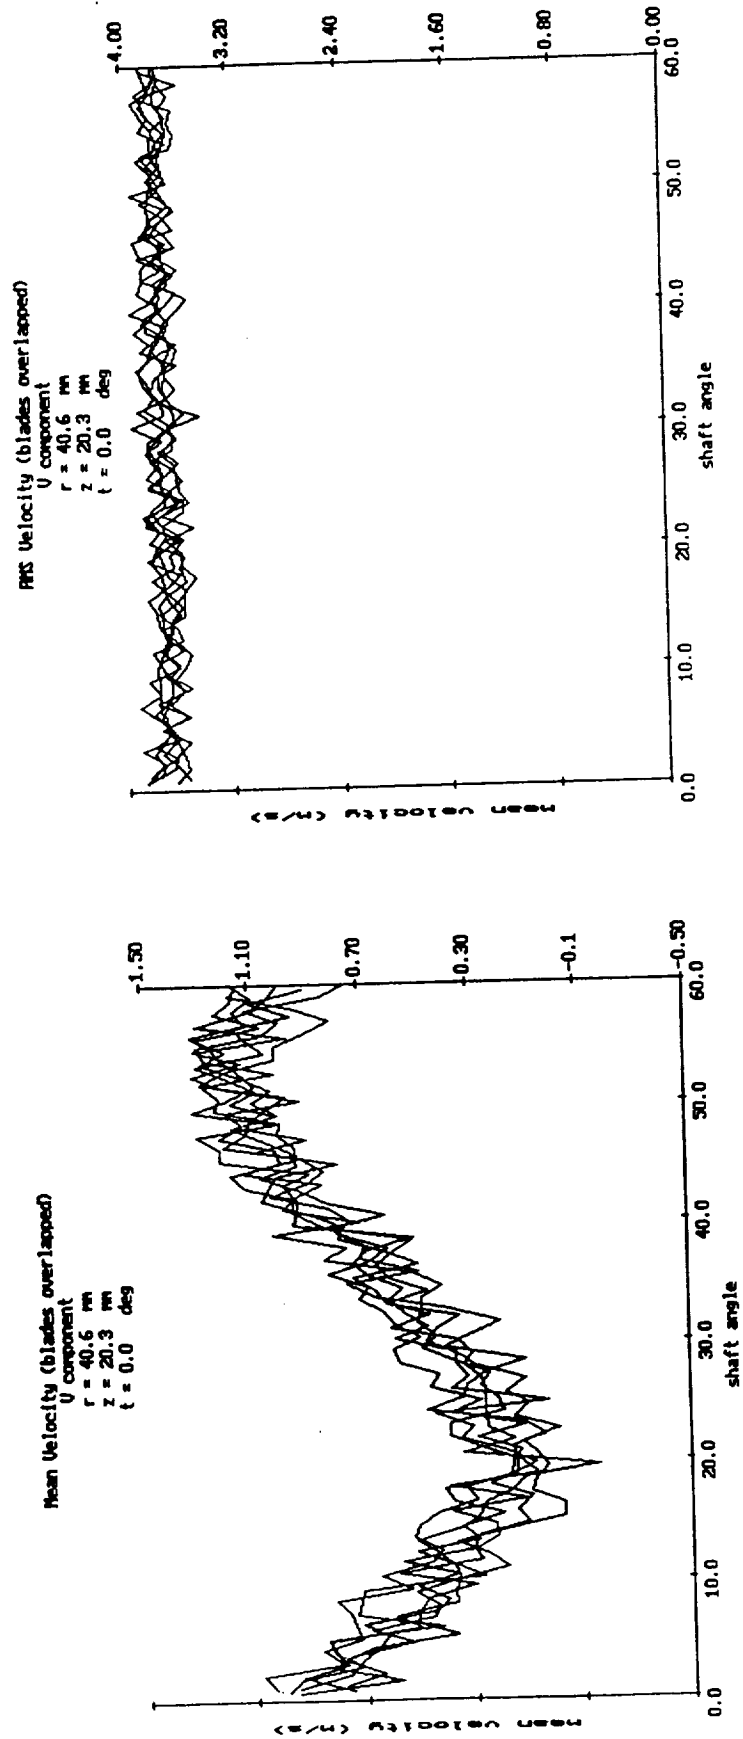 Mean Velocity (blades overlapped)
U component
r = 40.6 mm
z = 20.3 mm
t = 0.0 deg
Mean Velocity (m/s)
-1.50
-1.10
-0.70
-0.30
-0.1
-0.50
0.0 10.0 20.0 30.0 40.0 50.0 60.0
shaft angle
RMS Velocity (blades overlapped)
U component
r = 40.6 mm
z = 20.3 mm
t = 0.0 deg
Mean Velocity (m/s)
-4.00
-3.20
-2.40
-1.60
-0.80
-0.00
0.0 10.0 20.0 30.0 40.0 50.0 60.0
shaft angle